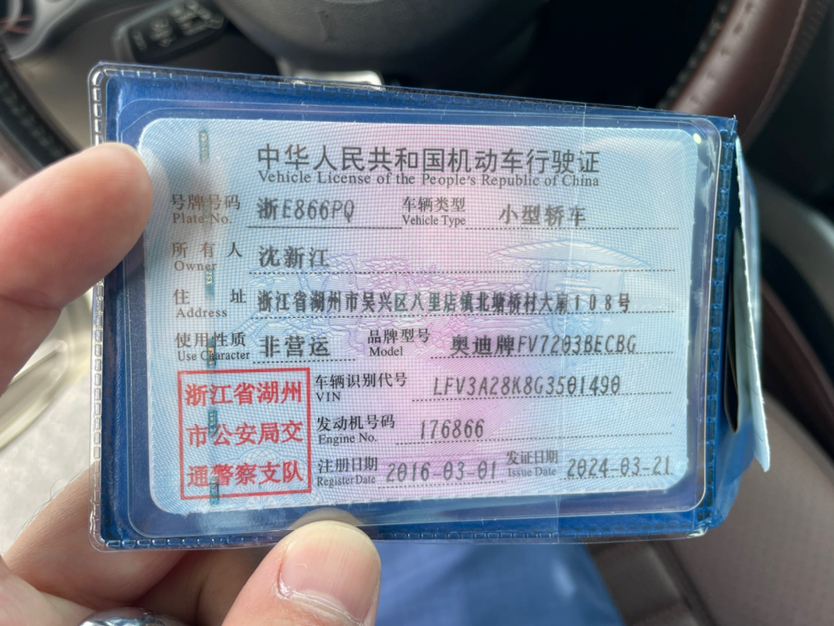 中华人民共和国机动车行驶证
Vehicle License of the People's Republic of China
号牌号码 浙E866PQ 车辆类型 小型轿车
Plate No. Vehicle Type
所有人 沈新江
Owner
住址 浙江省湖州市吴兴区八里店镇北塘桥村大扇108号
Address
使用性质 非营运 品牌型号 奥迪牌FV7203BECBG
Use Character Model
车辆识别代号 LFV3A28K8G3501490
VIN
发动机号码 176866
Engine No.
注册日期 2016-03-01 发证日期 2024-03-21
Register Date Issue Date
浙江省湖州
市公安局交
通警察支队